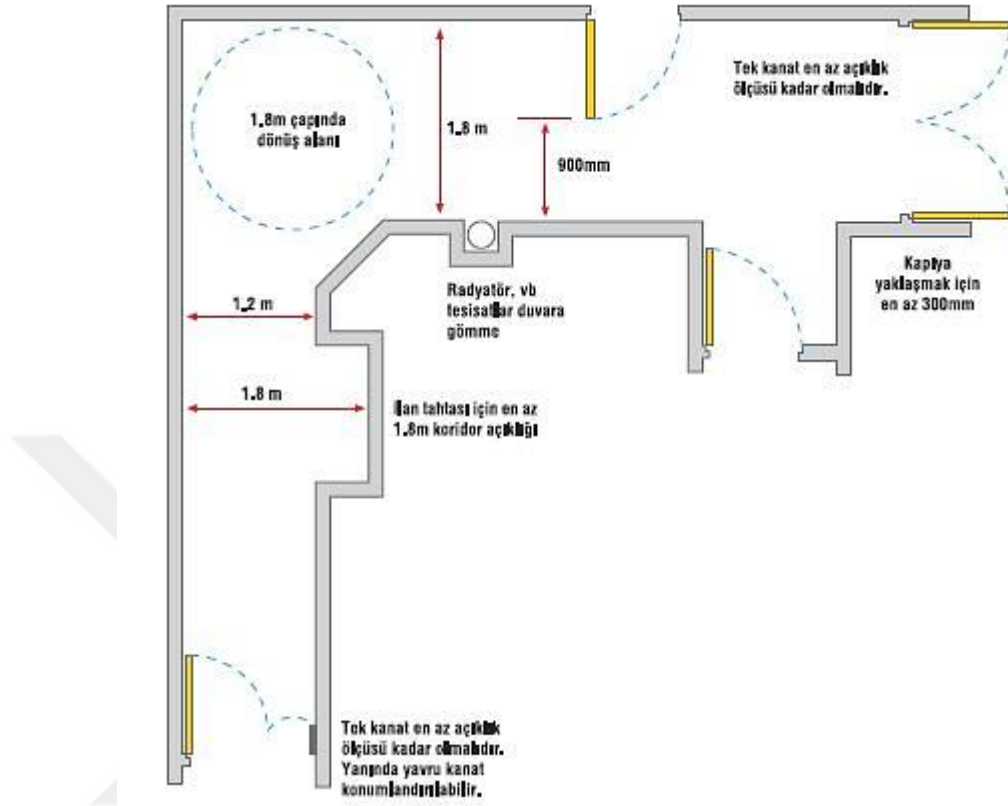 1.8m çapında
dönüş alanı
1.8 m
900mm
Tek kanat en az açıklık
ölçüsü kadar olmalıdır.
Kapıya
yaklaşmak için
en az 300mm
1.2 m
Radyatör, vb
tesisatlar duvara
gömme
1.8 m
İlan tahtası için en az
1.8m koridor açıklığı
Tek kanat en az açıklık
ölçüsü kadar olmalıdır.
Yanında yavru kanat
konumlandırılabilir.